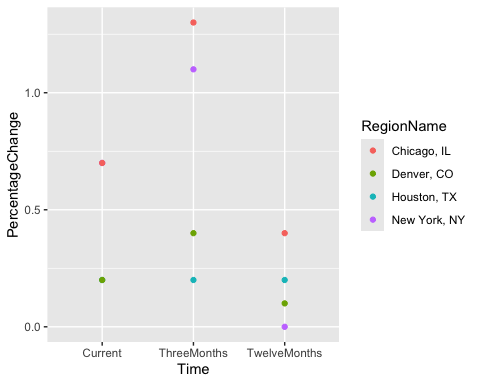 PercentageChange
1.0
0.5
0.0
Current
ThreeMonths
TwelveMonths
Time
RegionName
Chicago, IL
Denver, CO
Houston, TX
New York, NY